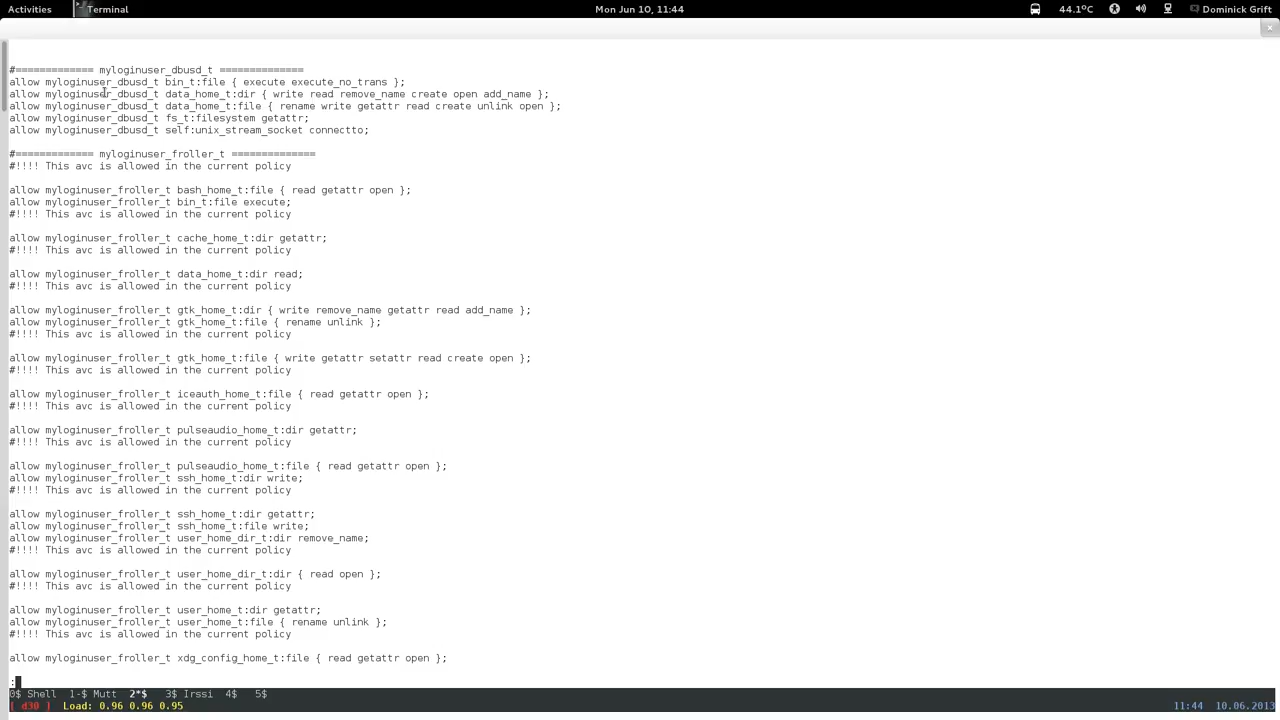 Activities Terminal Mon Jun 10, 11:44 44.1°C Dominick Grift
#============= myloginuser_dbusd_t ==============
allow myloginuser_dbusd_t bin_t:file { execute execute_no_trans };
allow myloginuser_dbusd_t data_home_t:dir { write read remove_name create open add_name };
allow myloginuser_dbusd_t data_home_t:file { rename write getattr read create unlink open };
allow myloginuser_dbusd_t fs_t:filesystem getattr;
allow myloginuser_dbusd_t self:unix_stream_socket connectto;
#============= myloginuser_froller_t ==============
#!!!! This avc is allowed in the current policy
allow myloginuser_froller_t bash_home_t:file { read getattr open };
allow myloginuser_froller_t bin_t:file execute;
#!!!! This avc is allowed in the current policy
allow myloginuser_froller_t cache_home_t:dir getattr;
#!!!! This avc is allowed in the current policy
allow myloginuser_froller_t data_home_t:dir read;
#!!!! This avc is allowed in the current policy
allow myloginuser_froller_t gtk_home_t:dir { write remove_name getattr read add_name };
allow myloginuser_froller_t gtk_home_t:file { rename unlink };
#!!!! This avc is allowed in the current policy
allow myloginuser_froller_t gtk_home_t:file { write getattr setattr read create open };
#!!!! This avc is allowed in the current policy
allow myloginuser_froller_t iceauth_home_t:file { read getattr open };
#!!!! This avc is allowed in the current policy
allow myloginuser_froller_t pulseaudio_home_t:dir getattr;
#!!!! This avc is allowed in the current policy
allow myloginuser_froller_t pulseaudio_home_t:file { read getattr open };
allow myloginuser_froller_t ssh_home_t:dir write;
#!!!! This avc is allowed in the current policy
allow myloginuser_froller_t ssh_home_t:dir getattr;
allow myloginuser_froller_t ssh_home_t:file write;
allow myloginuser_froller_t user_home_dir_t:dir remove_name;
#!!!! This avc is allowed in the current policy
allow myloginuser_froller_t user_home_dir_t:dir { read open };
#!!!! This avc is allowed in the current policy
allow myloginuser_froller_t user_home_t:dir getattr;
allow myloginuser_froller_t user_home_t:file { rename unlink };
#!!!! This avc is allowed in the current policy
allow myloginuser_froller_t xdg_config_home_t:file { read getattr open };
:
0$ Shell 1-$ Mutt 2*$ 3$ Irssi 4$ 5$
[ d30 ] Load: 0.96 0.96 0.95 11:44 10.06.2013